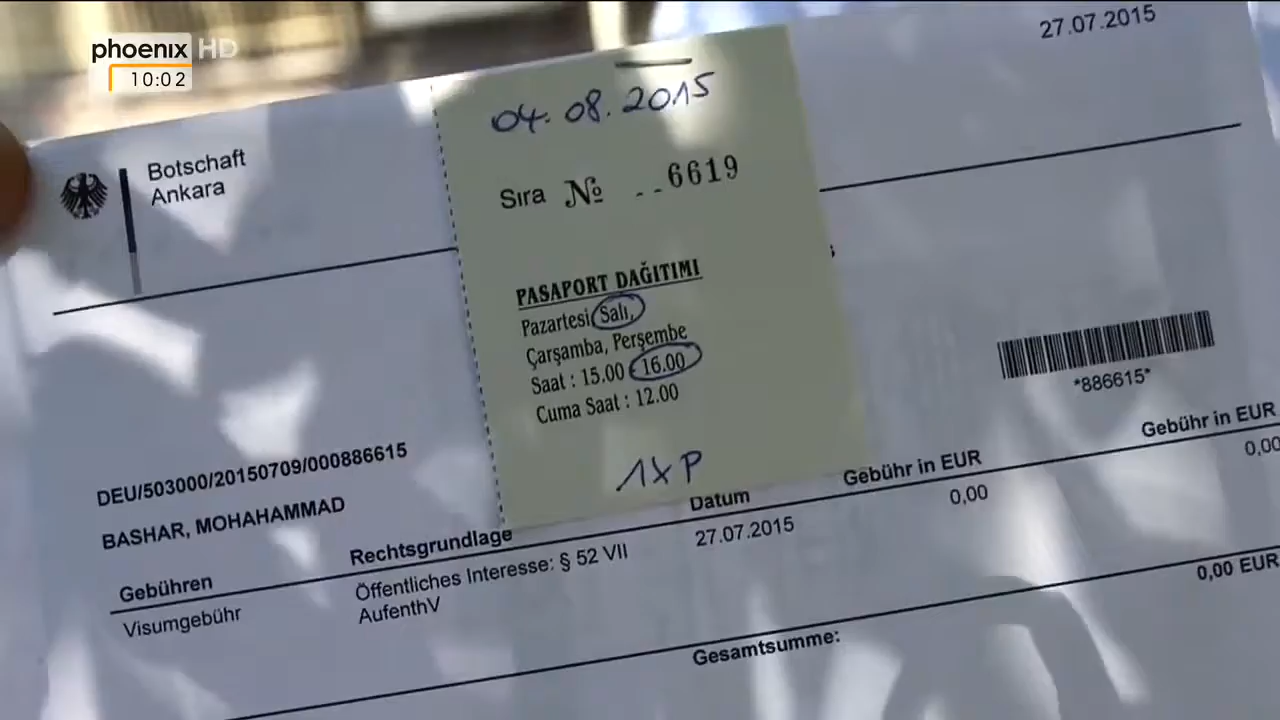 phoenix HD
10:02
27.07.2015
Botschaft
Ankara
04.08.2015
Sıra № --6619
PASAPORT DAĞITIMI
Pazartesi Salı,
Çarşamba, Perşembe
Saat : 15.00 - 16.00
Cuma Saat : 12.00
1XP
*886615*
DEU/503000/20150709/000886615
BASHAR, MOHAHAMMAD
Gebühren Rechtsgrundlage Datum Gebühr in EUR Gebühr in EUR
Visumgebühr Öffentliches Interesse: § 52 VII 27.07.2015 0,00 0,00
AufenthV
Gesamtsumme: 0,00 EUR